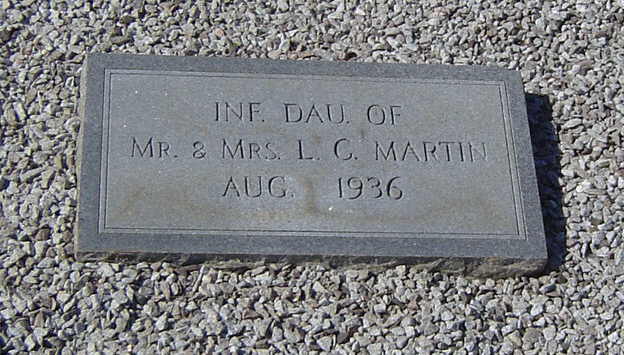 INF. DAU. OF
MR. & MRS. L. C. MARTIN
AUG. 1936